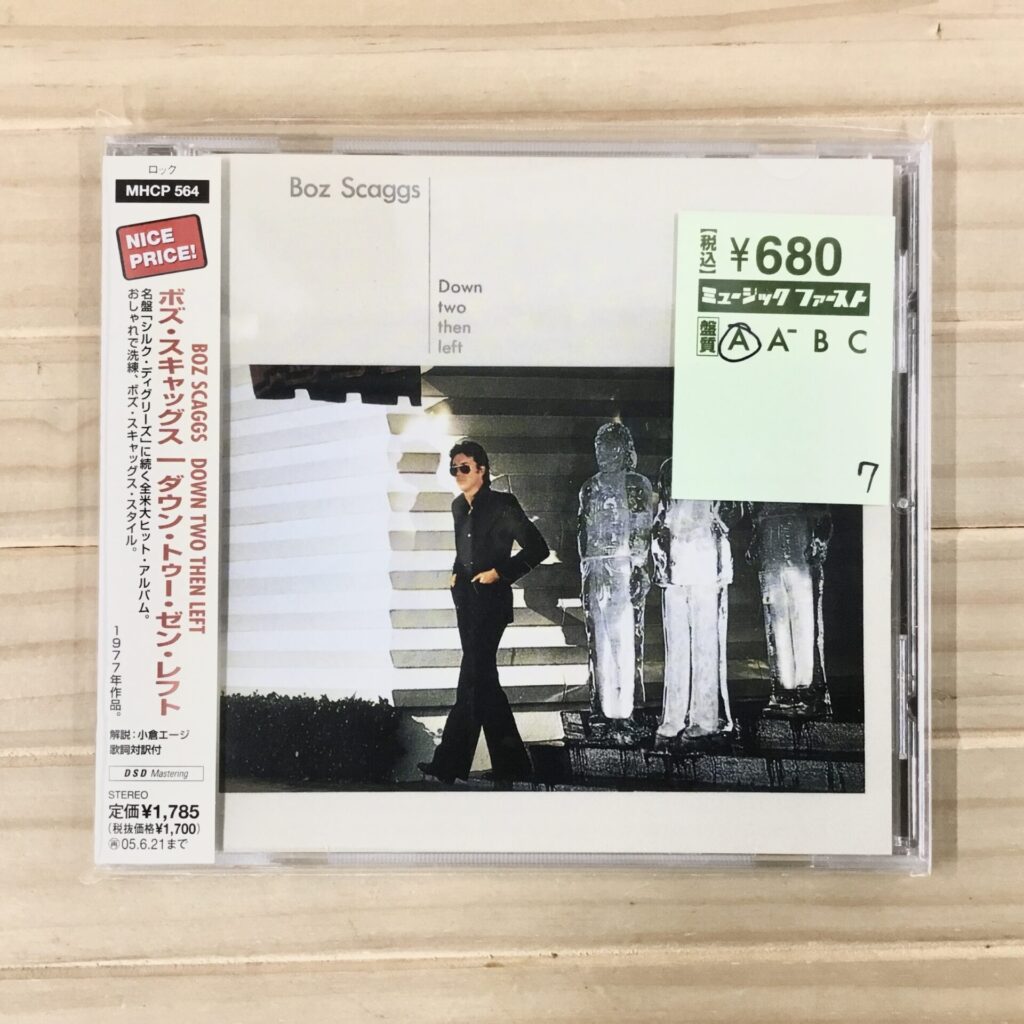 ロック
MHCP 564
NICE
PRICE!
BOZ SCAGGS DOWN TWO THEN LEFT
ボズ・スキャッグス|ダウン・トゥー・ゼン・レフト
名盤「シルク・ディグリーズ」に続く全米大ヒット・アルバム。
おしゃれで洗練、ボズ・スキャッグス・スタイル。
1977年作品。
解説:小倉エージ
歌詞対訳付
DSD Mastering
STEREO
定価¥1,785
(税抜価格¥1,700)
㋐05.6.21まで
Boz Scaggs
Down
two
then
left
【税込】 ¥680
ミュージック ファースト
盤質 A A⁻ B C
7